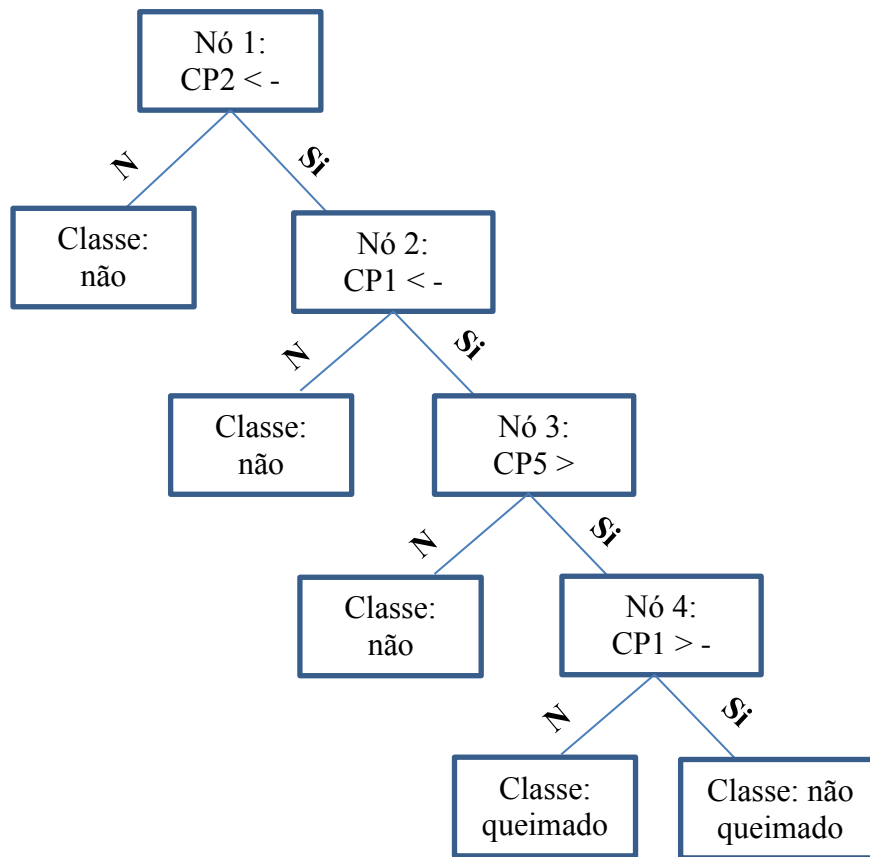 Nó 1:
CP2 < -
N
Si
Classe:
não
Nó 2:
CP1 < -
N
Si
Classe:
não
Nó 3:
CP5 >
N
Si
Classe:
não
Nó 4:
CP1 > -
N
Si
Classe:
queimado
Classe: não
queimado